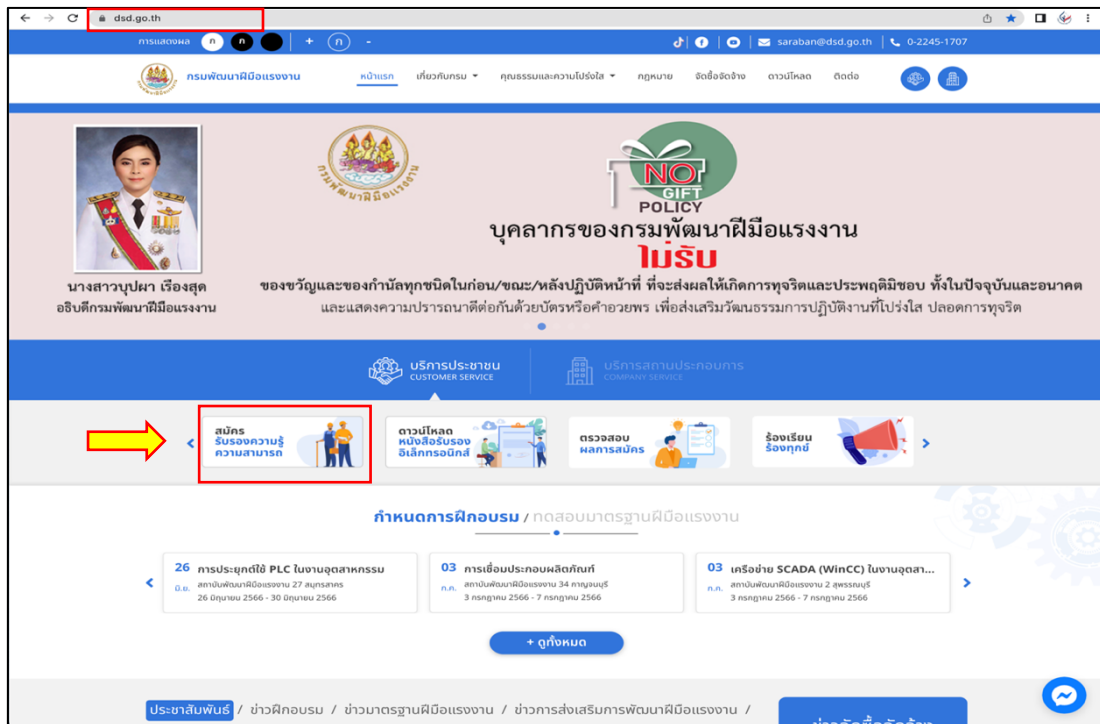 dsd.go.th
การแสดงผล ก ก + ก -
saraban@dsd.go.th 0-2245-1707
กรมพัฒนาฝีมือแรงงาน
หน้าแรก เกี่ยวกับกรม คุณธรรมและความโปร่งใส กฎหมาย จัดซื้อจัดจ้าง ดาวน์โหลด ติดต่อ
กรมพัฒนาฝีมือแรงงาน
NO
GIFT
POLICY
บุคลากรของกรมพัฒนาฝีมือแรงงาน
ไม่รับ
นางสาวบุปผา เรืองสุด
อธิบดีกรมพัฒนาฝีมือแรงงาน
ของขวัญและของกำนัลทุกชนิดในก่อน/ขณะ/หลังปฏิบัติหน้าที่ ที่จะส่งผลให้เกิดการทุจริตและประพฤติมิชอบ ทั้งในปัจจุบันและอนาคต
และแสดงความปรารถนาดีต่อกันด้วยบัตรหรือคำอวยพร เพื่อส่งเสริมวัฒนธรรมการปฏิบัติงานที่โปร่งใส ปลอดการทุจริต
บริการประชาชน
CUSTOMER SERVICE
บริการสถานประกอบการ
COMPANY SERVICE
สมัคร
รับรองความรู้
ความสามารถ
ดาวน์โหลด
หนังสือรับรอง
อิเล็กทรอนิกส์
ตรวจสอบ
ผลการสมัคร
ร้องเรียน
ร้องทุกข์
กำหนดการฝึกอบรม / ทดสอบมาตรฐานฝีมือแรงงาน
26 การประยุกต์ใช้ PLC ในงานอุตสาหกรรม
มิ.ย. สถาบันพัฒนาฝีมือแรงงาน 27 สมุทรสาคร
26 มิถุนายน 2566 - 30 มิถุนายน 2566
03 การเชื่อมประกอบผลิตภัณฑ์
ก.ค. สถาบันพัฒนาฝีมือแรงงาน 34 กาญจนบุรี
3 กรกฎาคม 2566 - 7 กรกฎาคม 2566
03 เครือข่าย SCADA (WinCC) ในงานอุตสา...
ก.ค. สถาบันพัฒนาฝีมือแรงงาน 2 สุพรรณบุรี
3 กรกฎาคม 2566 - 7 กรกฎาคม 2566
+ ดูทั้งหมด
ประชาสัมพันธ์ / ข่าวฝึกอบรม / ข่าวมาตรฐานฝีมือแรงงาน / ข่าวการส่งเสริมการพัฒนาฝีมือแรงงาน /
ข่าวจัดซื้อจัดจ้าง